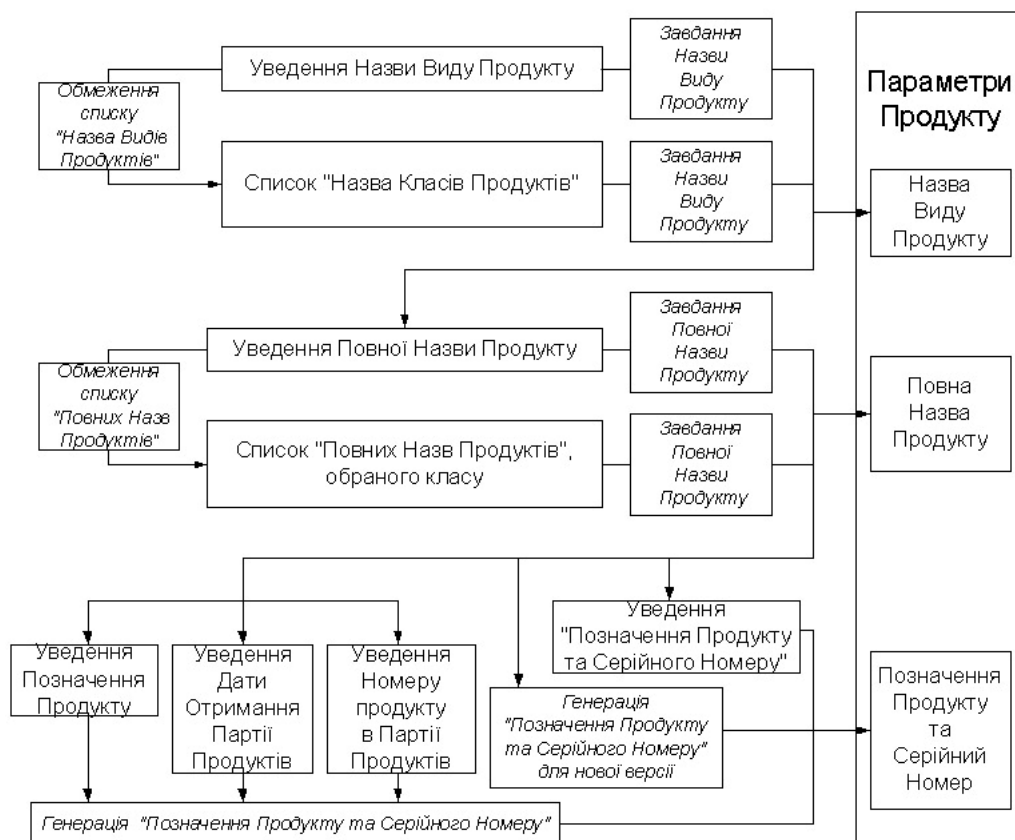 Уведення Назви Виду Продукту
Завдання
Назви
Виду
Продукту
Обмеження
списку
"Назва Видів
Продуктів"
Список "Назва Класів Продуктів"
Завдання
Назви
Виду
Продукту
Параметри
Продукту
Назва
Виду
Продукту
Уведення Повної Назви Продукту
Завдання
Повної
Назви
Продукту
Обмеження
списку
"Повних Назв
Продуктів"
Список "Повних Назв Продуктів",
обраного класу
Завдання
Повної
Назви
Продукту
Повна
Назва
Продукту
Уведення
Позначення
Продукту
Уведення
Дати
Отримання
Партії
Продуктів
Уведення
Номеру
продукту
в Партії
Продуктів
Уведення
"Позначення Продукту
та Серійного Номеру"
Генерація
"Позначення Продукту
та Серійного Номеру"
для нової версії
Позначення
Продукту
та
Серійний
Номер
Генерація "Позначення Продукту та Серійного Номеру"